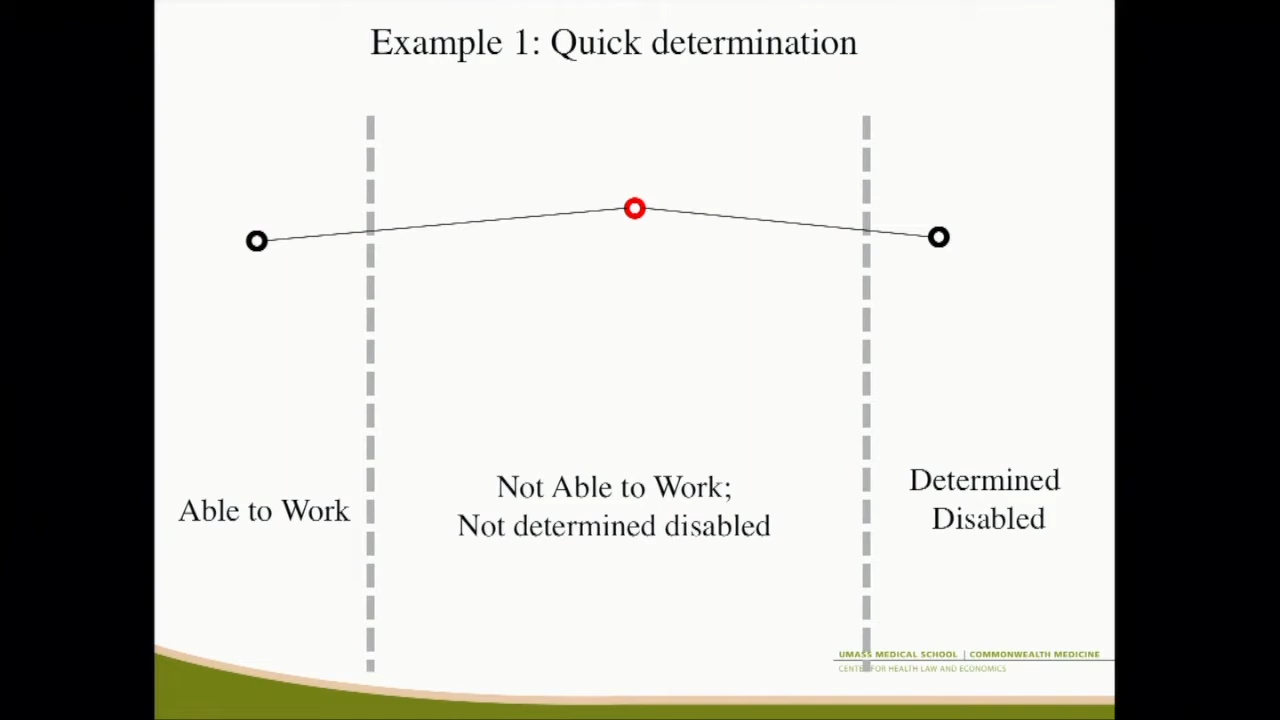 Example 1: Quick determination
Able to Work
Not Able to Work;
Not determined disabled
Determined
Disabled
UMASS MEDICAL SCHOOL | COMMONWEALTH MEDICINE
CENTER FOR HEALTH LAW AND ECONOMICS